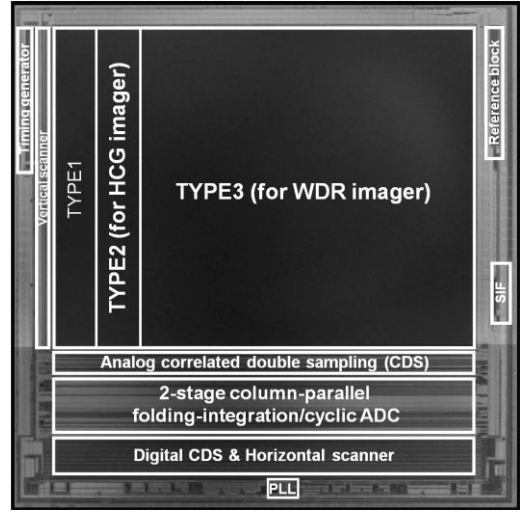 Timing generator
Vertical scanner
TYPE1
TYPE2 (for HCG imager)
TYPE3 (for WDR imager)
Reference block
SIF
Analog correlated double sampling (CDS)
2-stage column-parallel
folding-integration/cyclic ADC
Digital CDS & Horizontal scanner
PLL